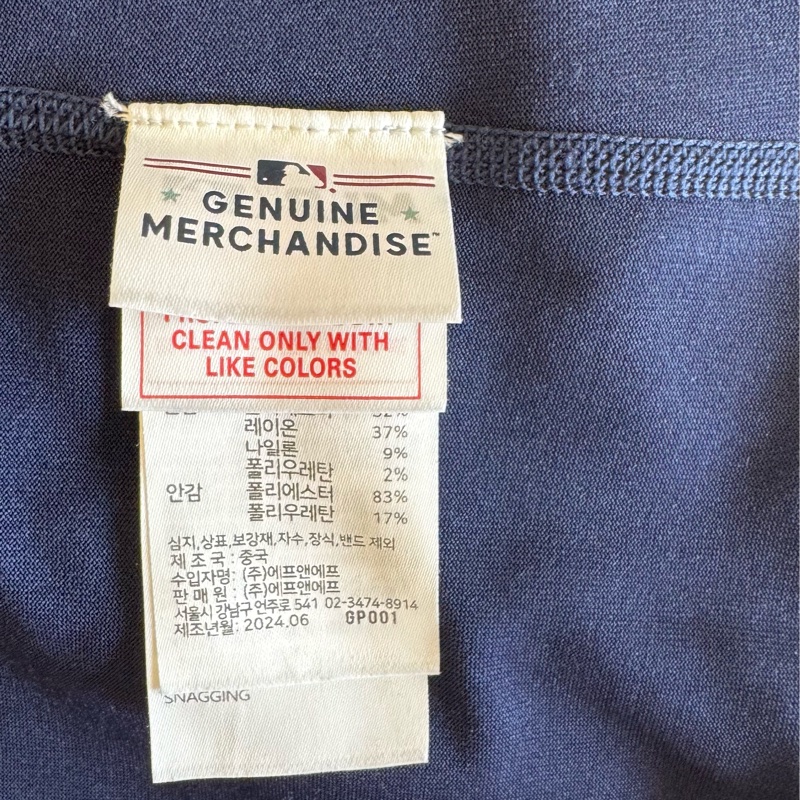 GENUINE
MERCHANDISE™
CLEAN ONLY WITH
LIKE COLORS
52%
레이온 37%
나일론 9%
폴리우레탄 2%
안감 폴리에스터 83%
폴리우레탄 17%
심지,상표,보강재,자수,장식,밴드 제외
제 조 국 : 중국
수입자명: (주)에프앤에프
판 매 원 : (주)에프앤에프
서울시 강남구 언주로 541 02-3474-8914
제조년월: 2024.06 GP001
SNAGGING